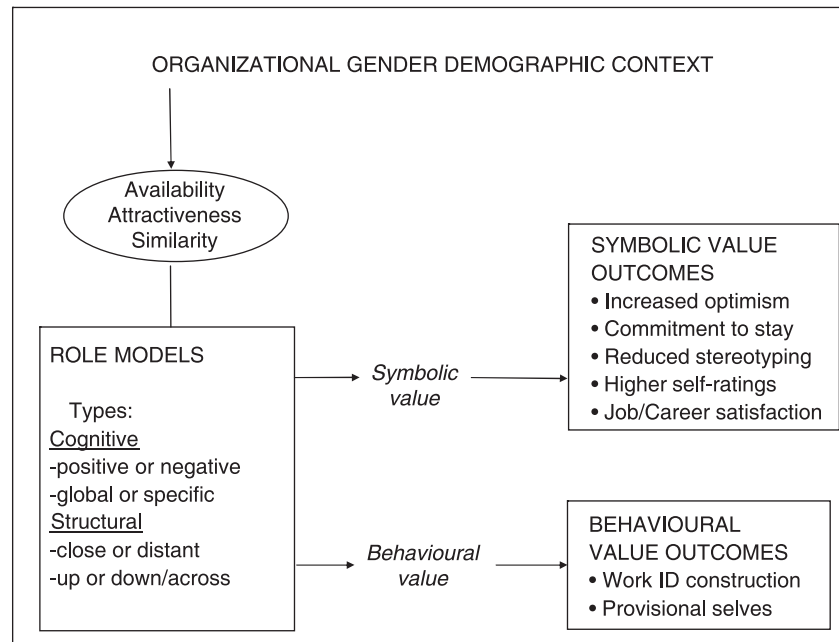 ORGANIZATIONAL GENDER DEMOGRAPHIC CONTEXT
Availability
Attractiveness
Similarity
ROLE MODELS
Types:
Cognitive
-positive or negative
-global or specific
Structural
-close or distant
-up or down/across
Symbolic
value
Behavioural
value
SYMBOLIC VALUE
OUTCOMES
• Increased optimism
• Commitment to stay
• Reduced stereotyping
• Higher self-ratings
• Job/Career satisfaction
BEHAVIOURAL
VALUE OUTCOMES
• Work ID construction
• Provisional selves